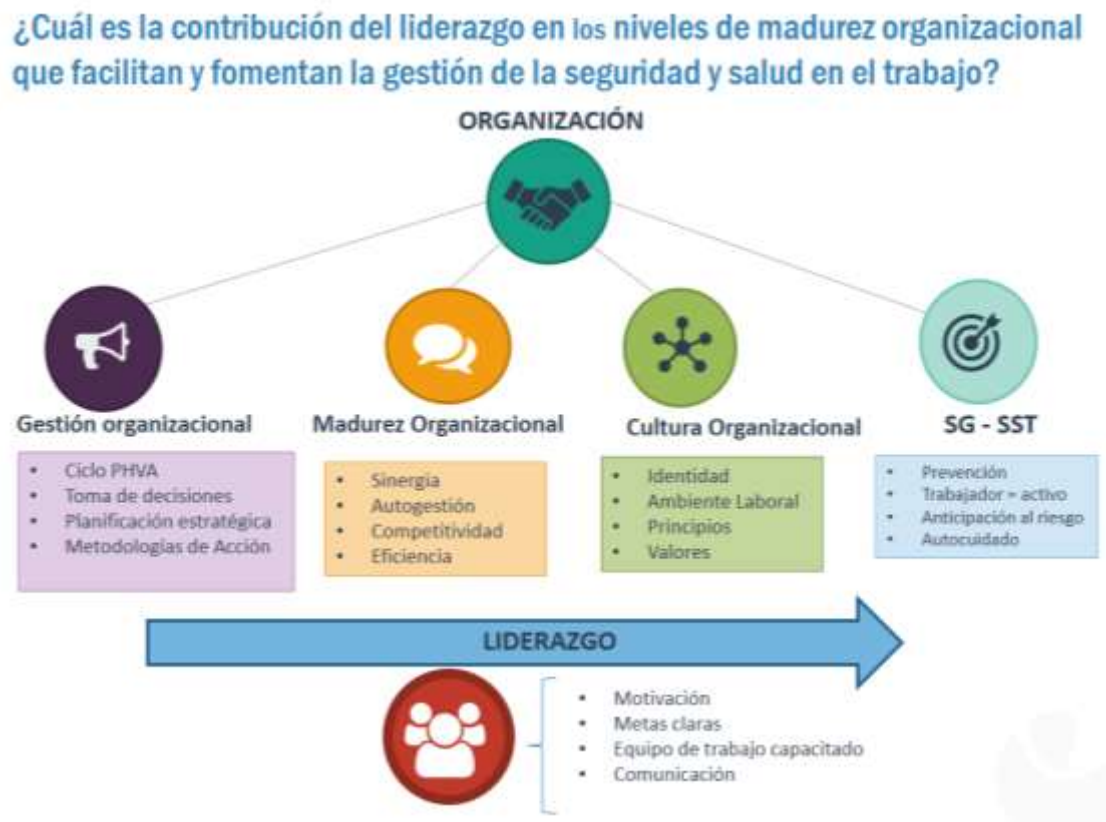 ¿Cuál es la contribución del liderazgo en los niveles de madurez organizacional
que facilitan y fomentan la gestión de la seguridad y salud en el trabajo?
ORGANIZACIÓN
Gestión organizacional
• Ciclo PHVA
• Toma de decisiones
• Planificación estratégica
• Metodologías de Acción
Madurez Organizacional
• Sinergia
• Autogestión
• Competitividad
• Eficiencia
Cultura Organizacional
• Identidad
• Ambiente Laboral
• Principios
• Valores
SG - SST
• Prevención
• Trabajador = activo
• Anticipación al riesgo
• Autocuidado
LIDERAZGO
• Motivación
• Metas claras
• Equipo de trabajo capacitado
• Comunicación